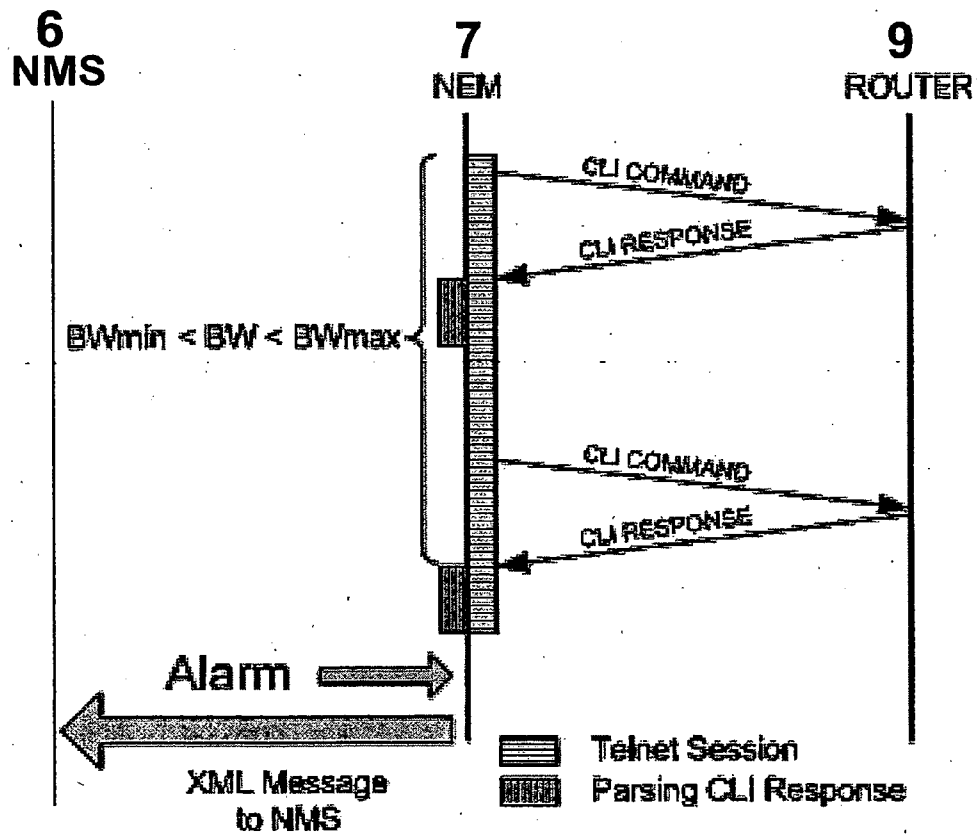 6
NMS
7
NEM
9
ROUTER
CLI COMMAND
CLI RESPONSE
BWmin < BW < BWmax
CLI COMMAND
CLI RESPONSE
Alarm
XML Message
to NMS
Telnet Session
Parsing CLI Response